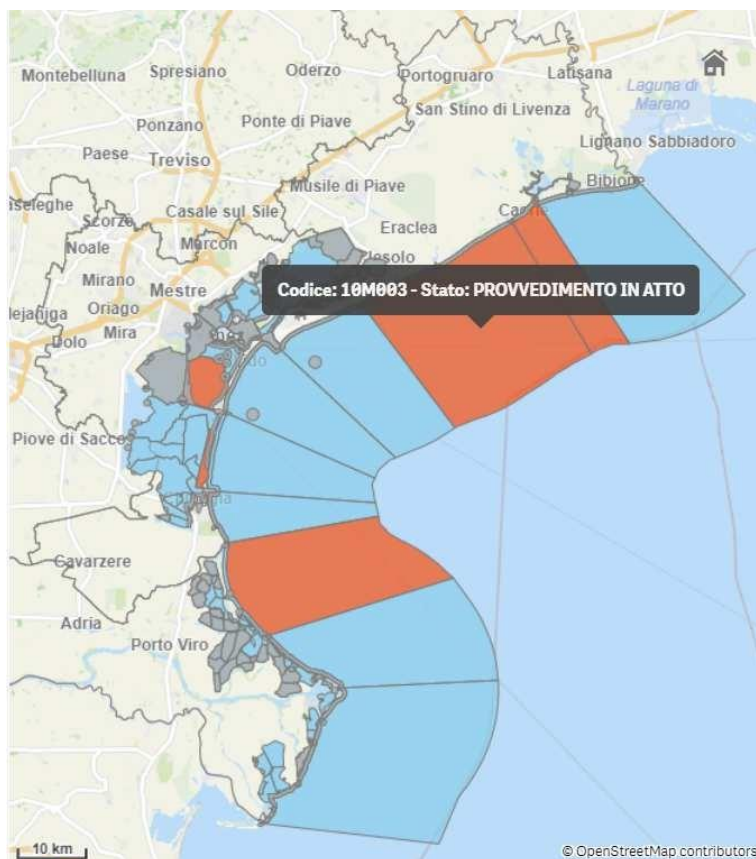 Montebelluna
Spresiano
Oderzo
Portogruaro
Latisana
Laguna di
Marano
San Stino di Livenza
Ponzano
Ponte di Piave
Lignano Sabbiadoro
Paese
Treviso
Musile di Piave
Bibione
Casale sul Sile
Eraclea
Noale
Marcon
Mirano
Mestre
Oriago
Dolo
Mira
Codice: 10M003 - Stato: PROVVEDIMENTO IN ATTO
Piove di Sacco
Cavarzere
Adria
Porto Viro
10 km
© OpenStreetMap contributors